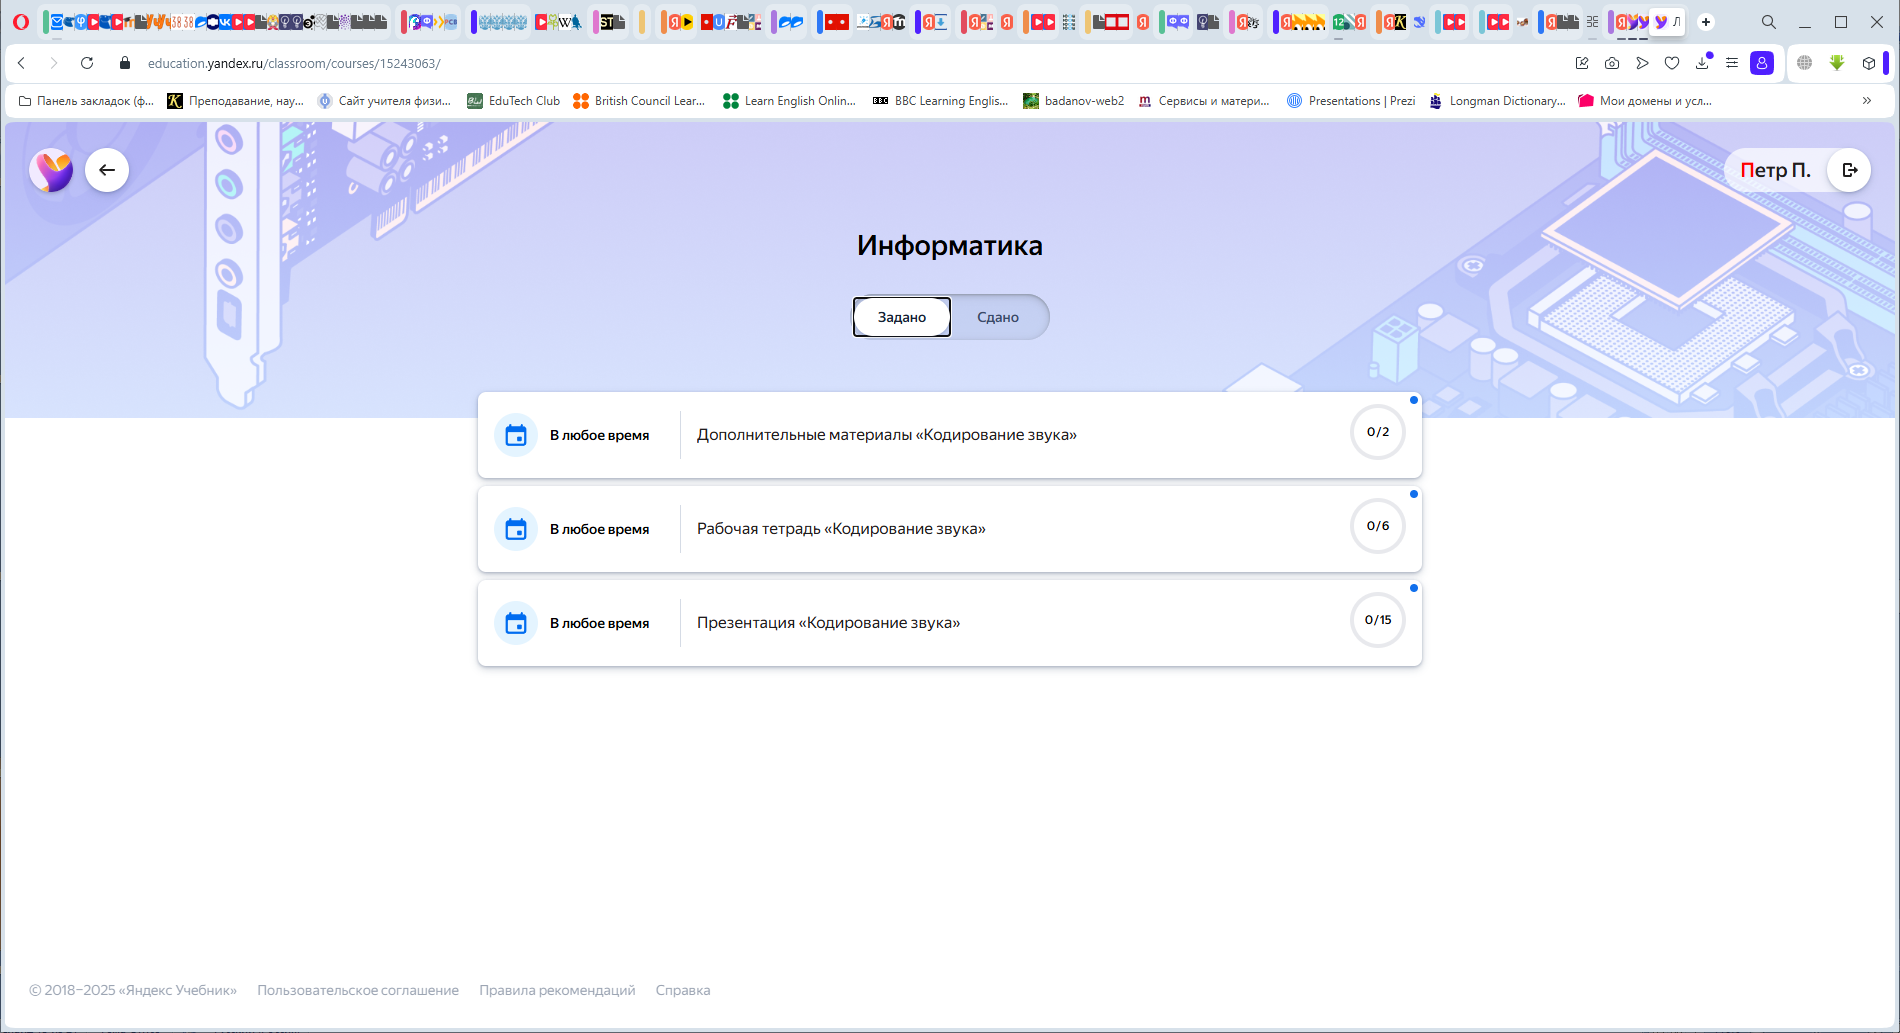 education.yandex.ru/classroom/courses/15243063/
Панель закладок (ф... Преподавание, нау... Сайт учителя физи... EduTech Club British Council Lear... Learn English Onlin... BBC Learning Englis... badanov-web2 Сервисы и матери... Presentations | Prezi Longman Dictionary... Мои домены и усл...
Петр П.
Информатика
Задано Сдано
В любое время Дополнительные материалы «Кодирование звука» 0/2
В любое время Рабочая тетрадь «Кодирование звука» 0/6
В любое время Презентация «Кодирование звука» 0/15
© 2018–2025 «Яндекс Учебник» Пользовательское соглашение Правила рекомендаций Справка